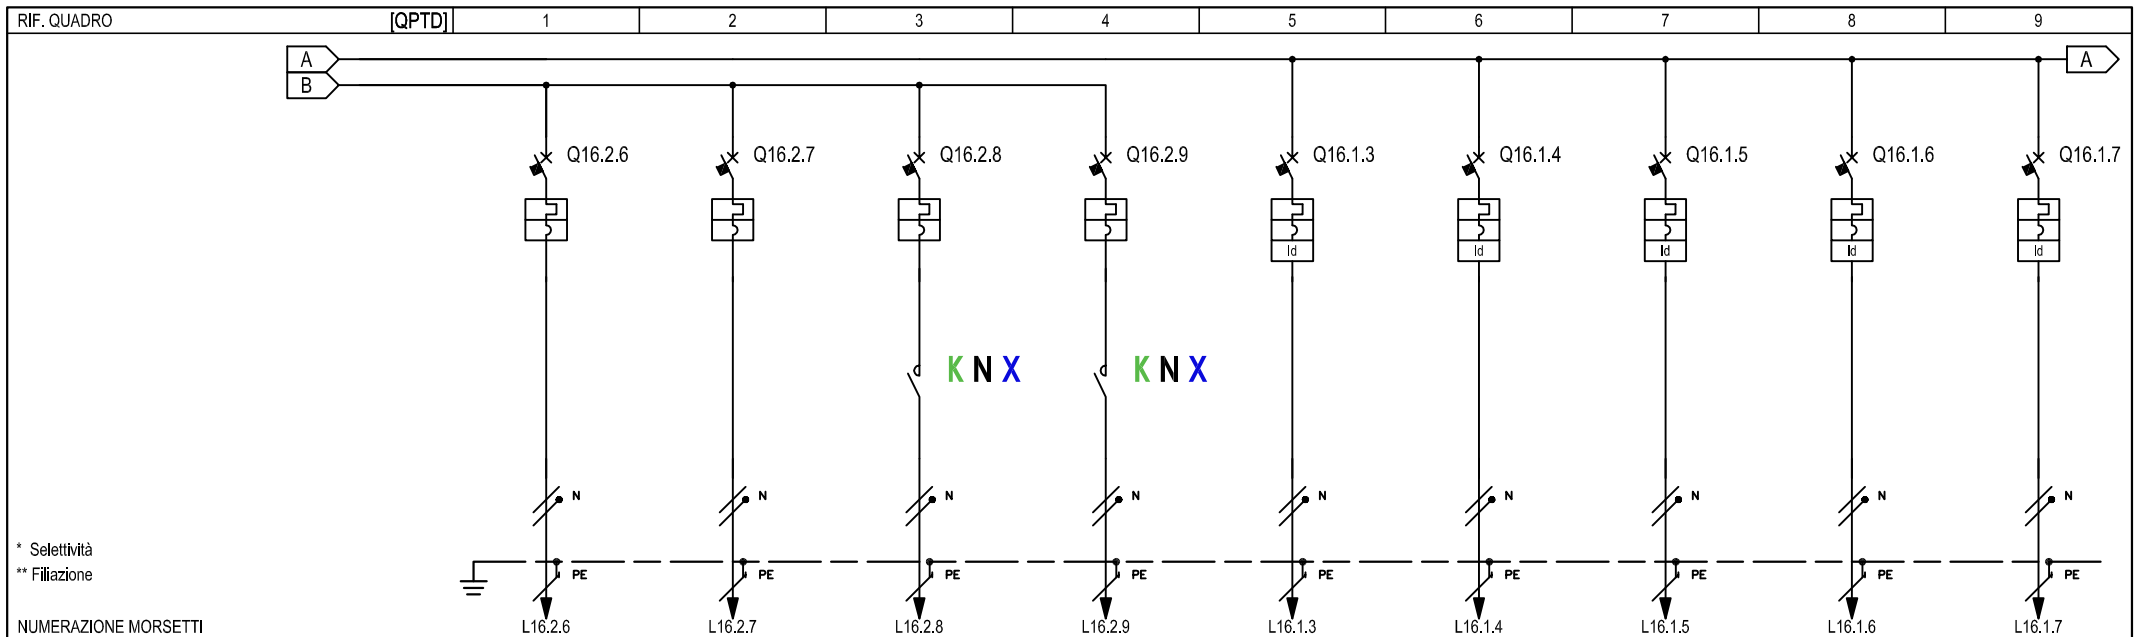 RIF. QUADRO [QPTD] 1 2 3 4 5 6 7 8 9
A A
B
Q16.2.6 Q16.2.7 Q16.2.8 Q16.2.9 Q16.1.3 Q16.1.4 Q16.1.5 Q16.1.6 Q16.1.7
Id Id Id Id Id
KNX KNX
N N N N N N N N N
* Selettività
** Filiazione
PE PE PE PE PE PE PE PE PE
NUMERAZIONE MORSETTI L16.2.6 L16.2.7 L16.2.8 L16.2.9 L16.1.3 L16.1.4 L16.1.5 L16.1.6 L16.1.7